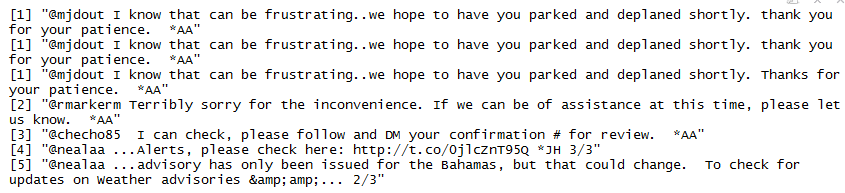 [1] "@mjdout I know that can be frustrating..we hope to have you parked and deplaned shortly. thank you
for your patience.  *AA"
[1] "@mjdout I know that can be frustrating..we hope to have you parked and deplaned shortly. thank you
for your patience.  *AA"
[1] "@mjdout I know that can be frustrating..we hope to have you parked and deplaned shortly. Thanks for
your patience.  *AA"
[2] "@rmarkerm Terribly sorry for the inconvenience. If we can be of assistance at this time, please let
us know.  *AA"
[3] "@checho85  I can check, please follow and DM your confirmation # for review.  *AA"
[4] "@nealaa ...Alerts, please check here: http://t.co/0jlcZnT95Q *JH 3/3"
[5] "@nealaa ...advisory has only been issued for the Bahamas, but that could change.  To check for
updates on Weather advisories &amp;amp;... 2/3"